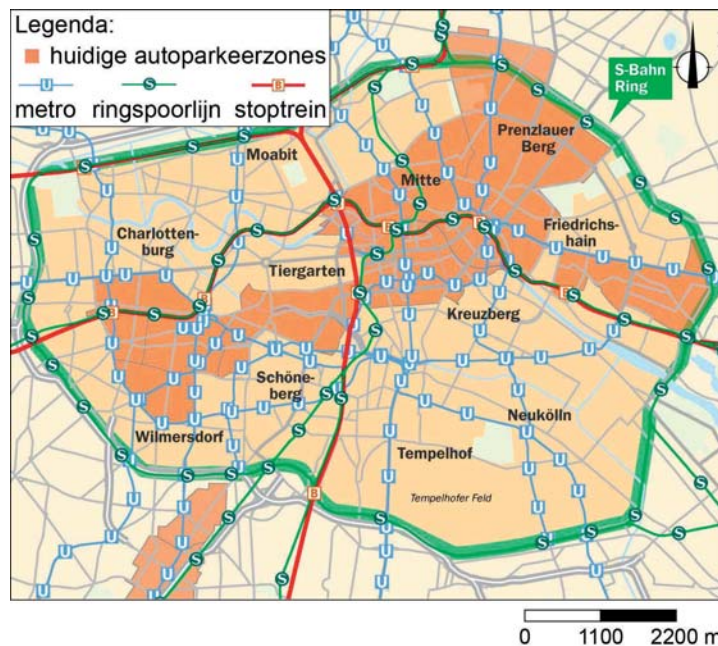 Legenda:
huidige autoparkeerzones
U S B
metro ringspoorlijn stoptrein
S-Bahn
Ring
Prenzlauer
Berg
Moabit
Mitte
Charlotten-
burg
Friedrichs-
hain
Tiergarten
Kreuzberg
Schöne-
berg
Neukölln
Wilmersdorf
Tempelhof
Tempelhofer Feld
0 1100 2200 m